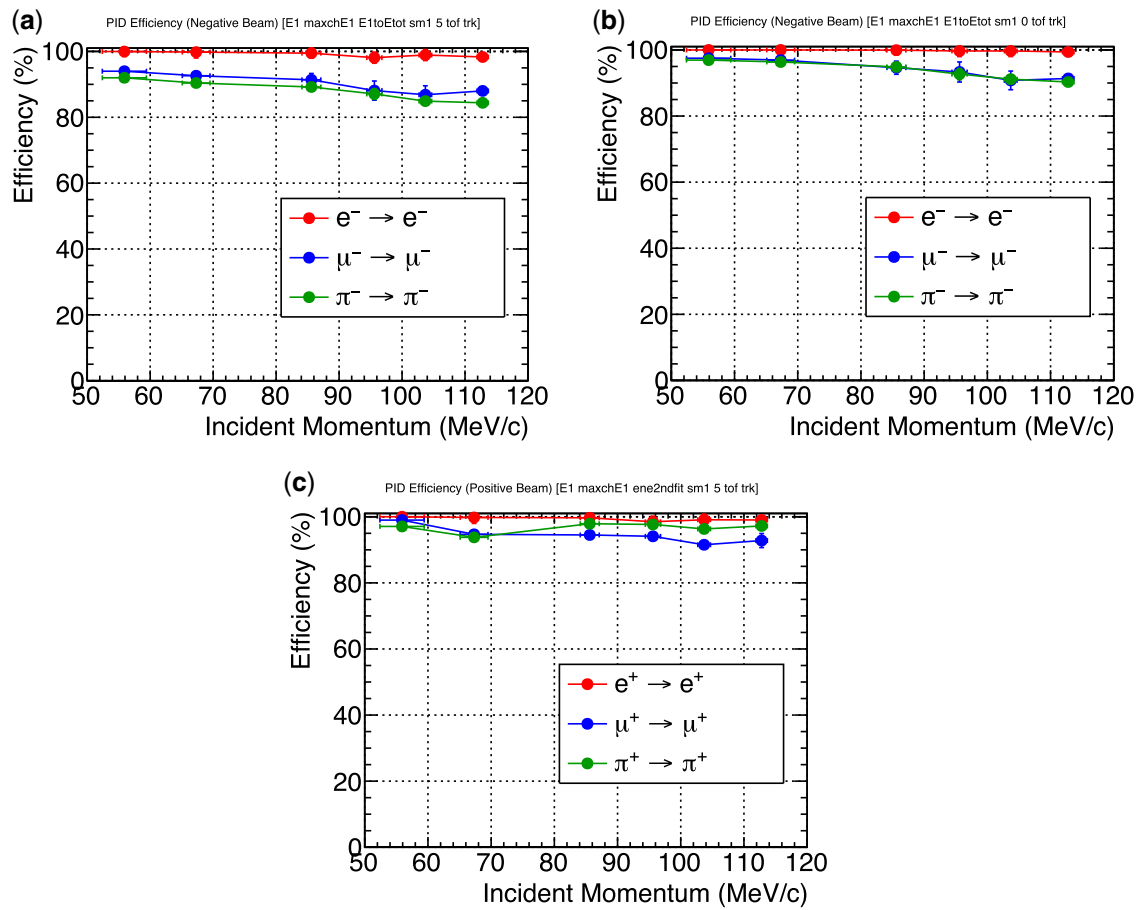 (a)
PID Efficiency (Negative Beam) [E1 maxchE1 E1toEtot sm1 5 tof trk]
Efficiency (%)
100
80
60
40
20
0
e⁻ → e⁻
μ⁻ → μ⁻
π⁻ → π⁻
50 60 70 80 90 100 110 120
Incident Momentum (MeV/c)
(b)
PID Efficiency (Negative Beam) [E1 maxchE1 E1toEtot sm1 0 tof trk]
Efficiency (%)
100
80
60
40
20
0
e⁻ → e⁻
μ⁻ → μ⁻
π⁻ → π⁻
50 60 70 80 90 100 110 120
Incident Momentum (MeV/c)
(c)
PID Efficiency (Positive Beam) [E1 maxchE1 ene2ndfit sm1 5 tof trk]
Efficiency (%)
100
80
60
40
20
0
e⁺ → e⁺
μ⁺ → μ⁺
π⁺ → π⁺
50 60 70 80 90 100 110 120
Incident Momentum (MeV/c)